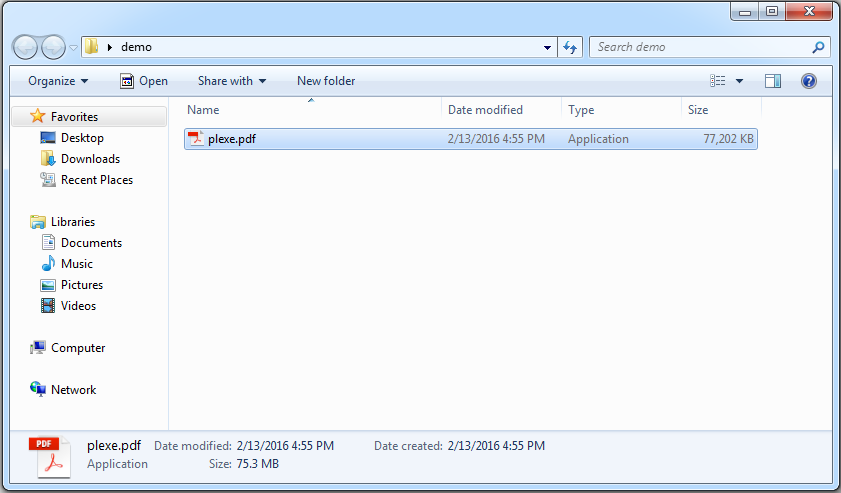 demo
Search demo
Organize Open Share with New folder
Name Date modified Type Size
plexe.pdf 2/13/2016 4:55 PM Application 77,202 KB
Favorites
Desktop
Downloads
Recent Places
Libraries
Documents
Music
Pictures
Videos
Computer
Network
PDF
plexe.pdf Date modified: 2/13/2016 4:55 PM Date created: 2/13/2016 4:55 PM
Application Size: 75.3 MB